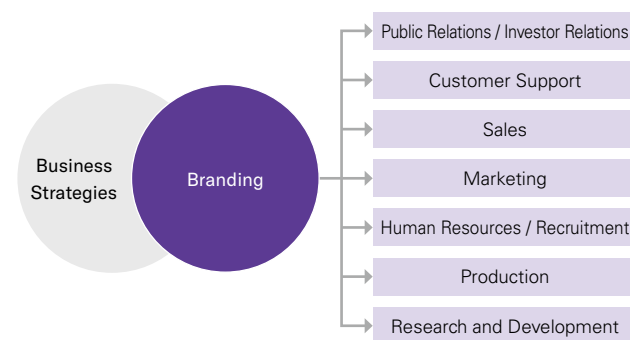 Business
Strategies
Branding
Public Relations / Investor Relations
Customer Support
Sales
Marketing
Human Resources / Recruitment
Production
Research and Development